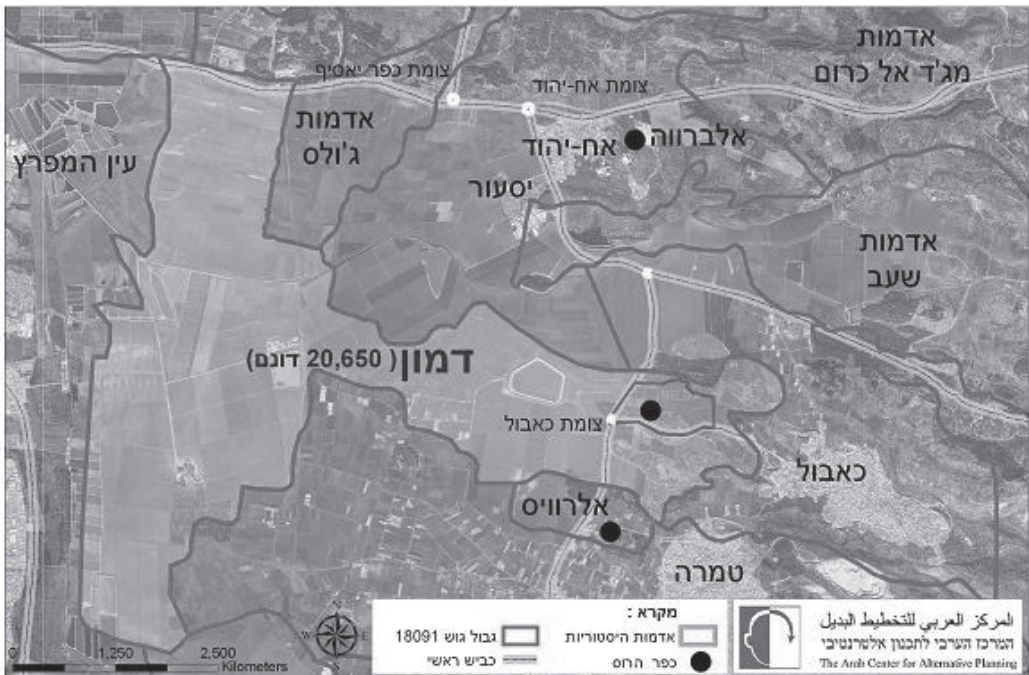 אדמות
מג'ד אל כרום
צומת כפר יאסיף
צומת אח-יהוד
אדמות
ג'ולס
אלברווה
אח-יהוד
עין המפרץ
יסעור
אדמות
שעב
דמון( 20,650 דונם)
צומת כאבול
כאבול
אלרוויס
טמרה
N
W E
S
0 1,250 2,500
Kilometers
מקרא :
אדמות היסטוריות
גבול גוש 18091
כפר הרוס
כביש ראשי
المركز العربي للتخطيط البديل
המרכז הערבי לתכנון אלטרנטיבי
The Arab Center for Alternative Planning